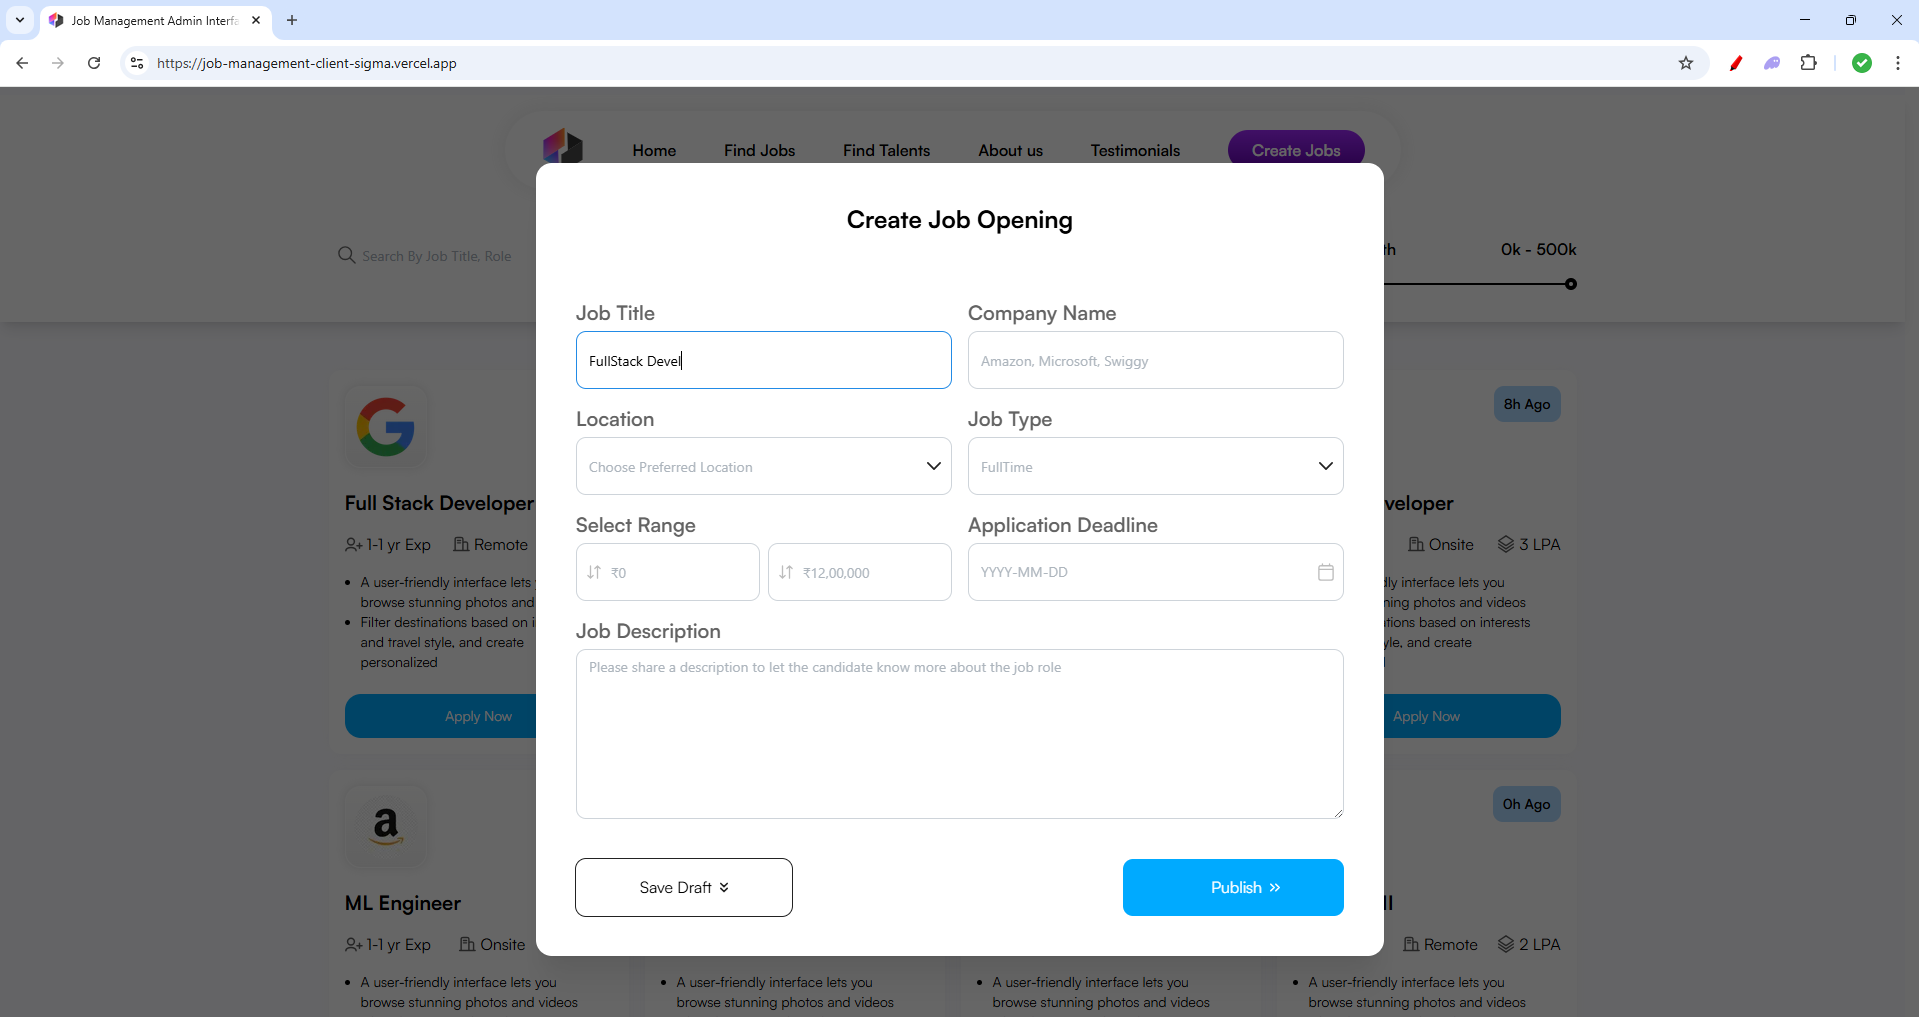 Job Management Admin Interfa
https://job-management-client-sigma.vercel.app
Home
Find Jobs
Find Talents
About us
Testimonials
Create Jobs
Create Job Opening
Search By Job Title, Role
th
0k - 500k
Job Title
Company Name
FullStack Devel
Amazon, Microsoft, Swiggy
8h Ago
Location
Job Type
Choose Preferred Location
FullTime
Full Stack Developer
veloper
Select Range
Application Deadline
1-1 yr Exp
Remote
Onsite
3 LPA
₹0
₹12,00,000
YYYY-MM-DD
A user-friendly interface lets
browse stunning photos and
Filter destinations based on i
and travel style, and create
personalized
dly interface lets you
ning photos and videos
tions based on interests
yle, and create
Job Description
Please share a description to let the candidate know more about the job role
Apply Now
Apply Now
a
0h Ago
Save Draft
Publish
ML Engineer
ll
1-1 yr Exp
Onsite
Remote
2 LPA
A user-friendly interface lets you
browse stunning photos and videos
A user-friendly interface lets you
browse stunning photos and videos
A user-friendly interface lets you
browse stunning photos and videos
A user-friendly interface lets you
browse stunning photos and videos